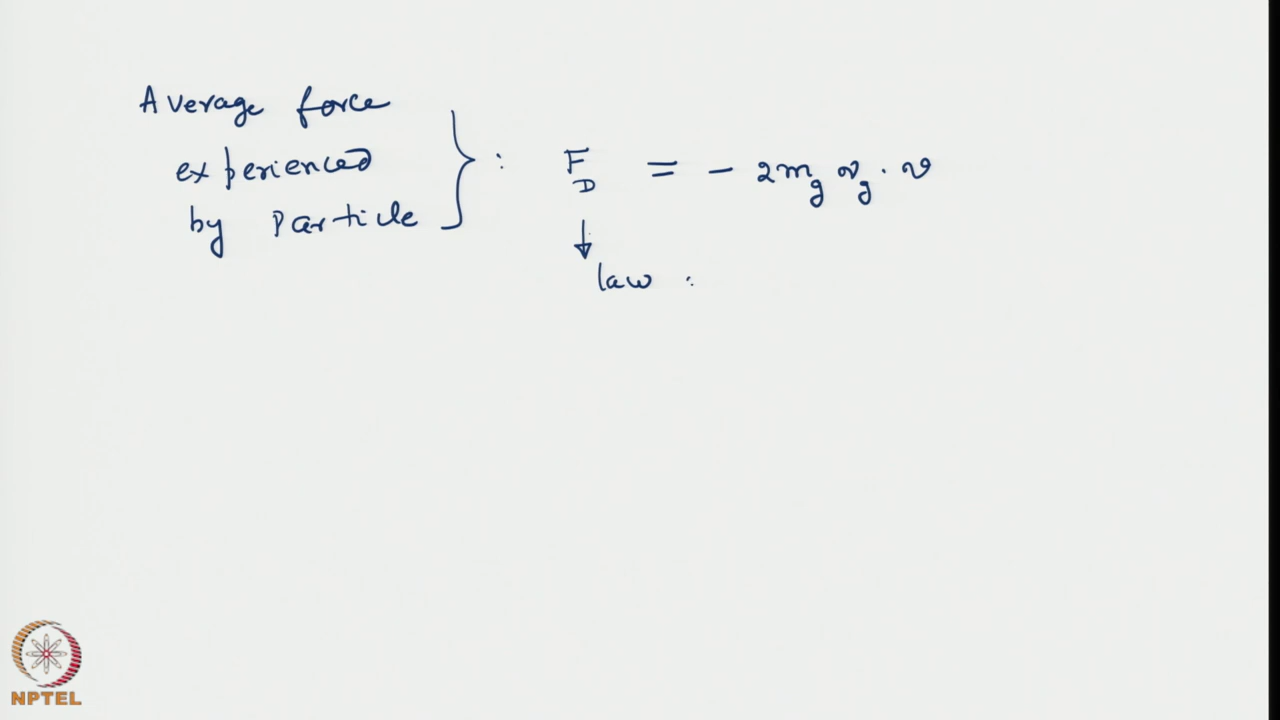 Average force
experienced
by Particle } : F_D = - 2m_g v_g . v
law :
NPTEL